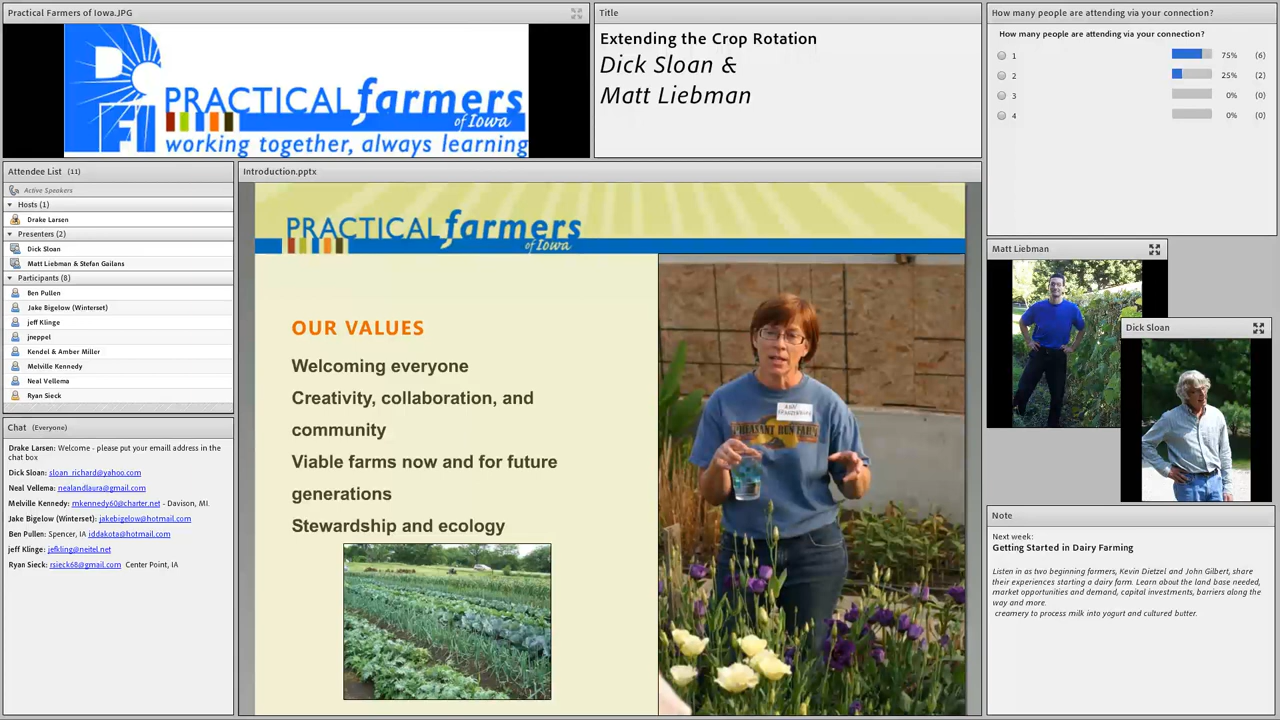 Practical Farmers of Iowa.JPG
PRACTICAL farmers
of Iowa
working together, always learning
Title
Extending the Crop Rotation
Dick Sloan &
Matt Liebman
How many people are attending via your connection?
How many people are attending via your connection?
1 75% (6)
2 25% (2)
3 0% (0)
4 0% (0)
Attendee List (11)
Active Speakers
Hosts (1)
Drake Larsen
Presenters (2)
Dick Sloan
Matt Liebman & Stefan Gailans
Participants (8)
Ben Pullen
Jake Bigelow (Winterset)
jeff Klinge
jneppel
Kendel & Amber Miller
Melville Kennedy
Neal Vellema
Ryan Sieck
Chat (Everyone)
Drake Larsen: Welcome - please put your emaill address in the
chat box
Dick Sloan: sloan_richard@yahoo.com
Neal Vellema: nealandlaura@gmail.com
Melville Kennedy: mkennedy60@charter.net - Davison, MI.
Jake Bigelow (Winterset): jakebigelow@hotmail.com
Ben Pullen: Spencer, IA iddakota@hotmail.com
jeff Klinge: jefkling@neitel.net
Ryan Sieck: rsieck68@gmail.com Center Point, IA
Introduction.pptx
PRACTICAL farmers
of Iowa
OUR VALUES
Welcoming everyone
Creativity, collaboration, and
community
Viable farms now and for future
generations
Stewardship and ecology
Matt Liebman
Dick Sloan
Note
Next week:
Getting Started in Dairy Farming
Listen in as two beginning farmers, Kevin Dietzel and John Gilbert, share
their experiences starting a dairy farm. Learn about the land base needed,
market opportunities and demand, capital investments, barriers along the
way and more.
creamery to process milk into yogurt and cultured butter.